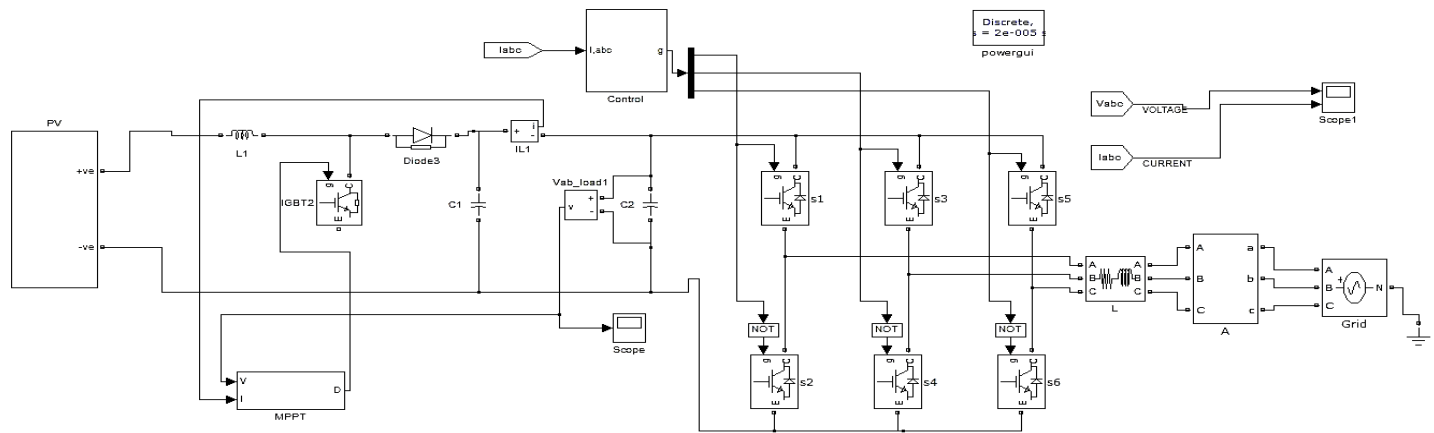 Discrete,
s = 2e-005 s
powergui
Iabc
I,abc
g
Control
Vabc
VOLTAGE
Scope1
Iabc
CURRENT
PV
+ve
-ve
L1
Diode3
+
i
-
IL1
g
C
IGBT2
E
C1
Vab_load1
+
v
-
C2
g
C
E
s1
g
C
E
s3
g
C
E
s5
A
B
C
A
B
C
L
A
B
C
a
b
c
A
A
B
C
+
N
Grid
NOT
NOT
NOT
Scope
V
I
D
MPPT
g
C
E
s2
g
C
E
s4
g
C
E
s6